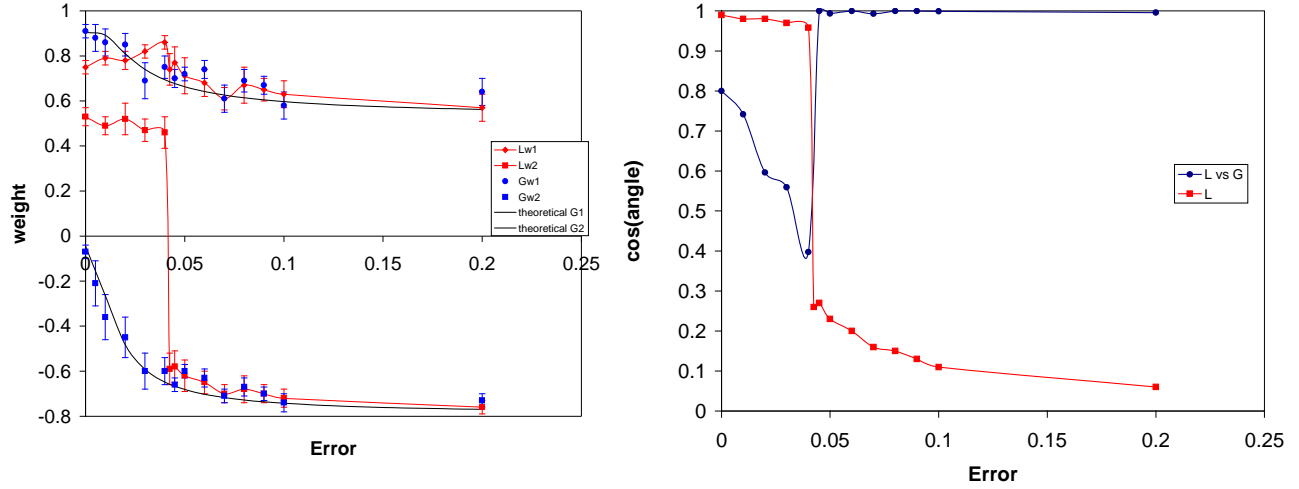 1
0.8
0.6
0.4
0.2
0
-0.2
-0.4
-0.6
-0.8
weight
0 0.05 0.1 0.15 0.2 0.25
Error
Lw1
Lw2
Gw1
Gw2
theoretical G1
theoretical G2
1
0.9
0.8
0.7
0.6
0.5
0.4
0.3
0.2
0.1
0
cos(angle)
0 0.05 0.1 0.15 0.2 0.25
Error
L vs G
L